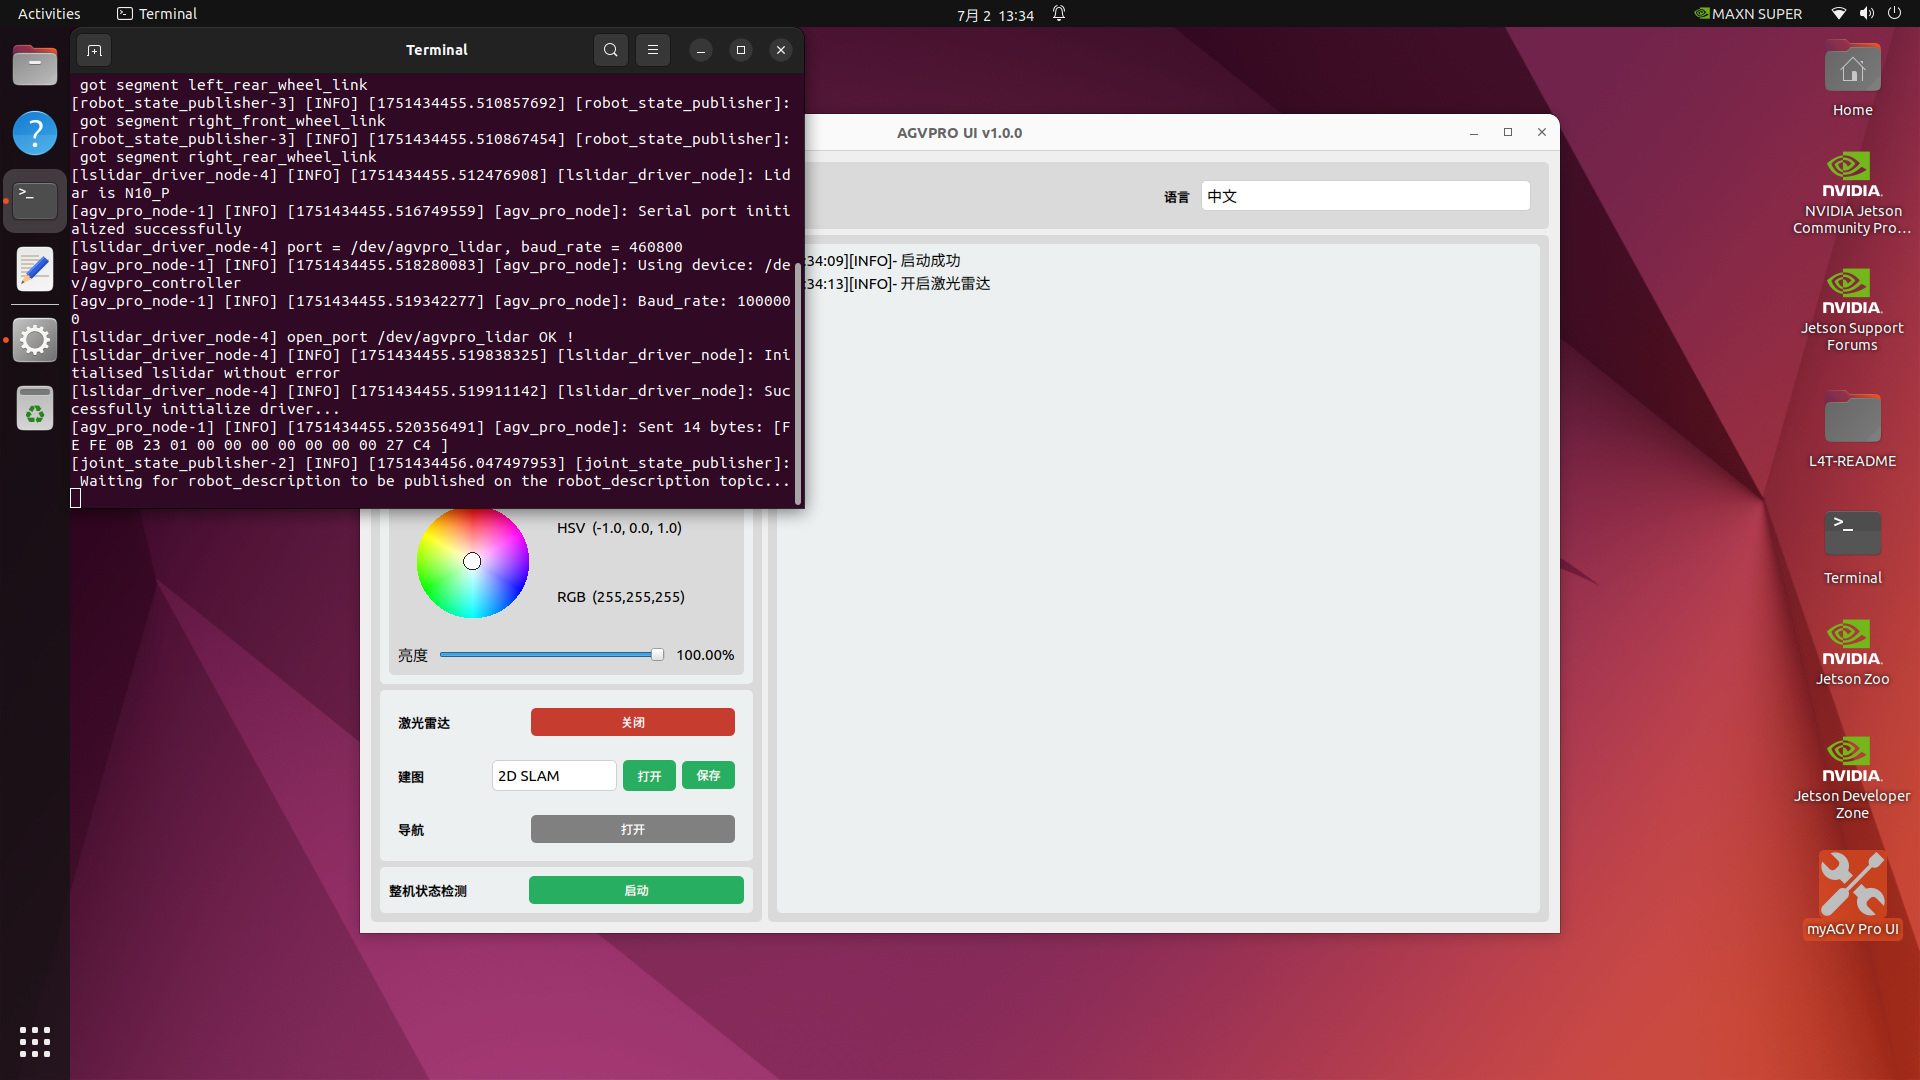 Activities
Terminal
7月 2 13:34
MAXN SUPER
Terminal
got segment left_rear_wheel_link
[robot_state_publisher-3] [INFO] [1751434455.510857692] [robot_state_publisher]:
got segment right_front_wheel_link
[robot_state_publisher-3] [INFO] [1751434455.510867454] [robot_state_publisher]:
got segment right_rear_wheel_link
[lslidar_driver_node-4] [INFO] [1751434455.512476908] [lslidar_driver_node]: Lid
ar is N10_P
[agv_pro_node-1] [INFO] [1751434455.516749559] [agv_pro_node]: Serial port initi
alized successfully
[lslidar_driver_node-4] port = /dev/agvpro_lidar, baud_rate = 460800
[agv_pro_node-1] [INFO] [1751434455.518280083] [agv_pro_node]: Using device: /de
v/agvpro_controller
[agv_pro_node-1] [INFO] [1751434455.519342277] [agv_pro_node]: Baud_rate: 100000
0
[lslidar_driver_node-4] open_port /dev/agvpro_lidar OK !
[lslidar_driver_node-4] [INFO] [1751434455.519838325] [lslidar_driver_node]: Ini
tialised lslidar without error
[lslidar_driver_node-4] [INFO] [1751434455.519911142] [lslidar_driver_node]: Suc
cessfully initialize driver...
[agv_pro_node-1] [INFO] [1751434455.520356491] [agv_pro_node]: Sent 14 bytes: [F
E FE 0B 23 01 00 00 00 00 00 00 00 27 C4 ]
[joint_state_publisher-2] [INFO] [1751434456.047497953] [joint_state_publisher]:
Waiting for robot_description to be published on the robot_description topic...
AGVPRO UI v1.0.0
语言
中文
:34:09][INFO]- 启动成功
:34:13][INFO]- 开启激光雷达
HSV (-1.0, 0.0, 1.0)
RGB (255,255,255)
亮度
100.00%
激光雷达
关闭
建图
2D SLAM
打开
保存
导航
打开
整机状态检测
启动
Home
NVIDIA.
NVIDIA Jetson
Community Pro...
NVIDIA.
Jetson Support
Forums
L4T-README
Terminal
NVIDIA.
Jetson Zoo
NVIDIA.
Jetson Developer
Zone
myAGV Pro UI